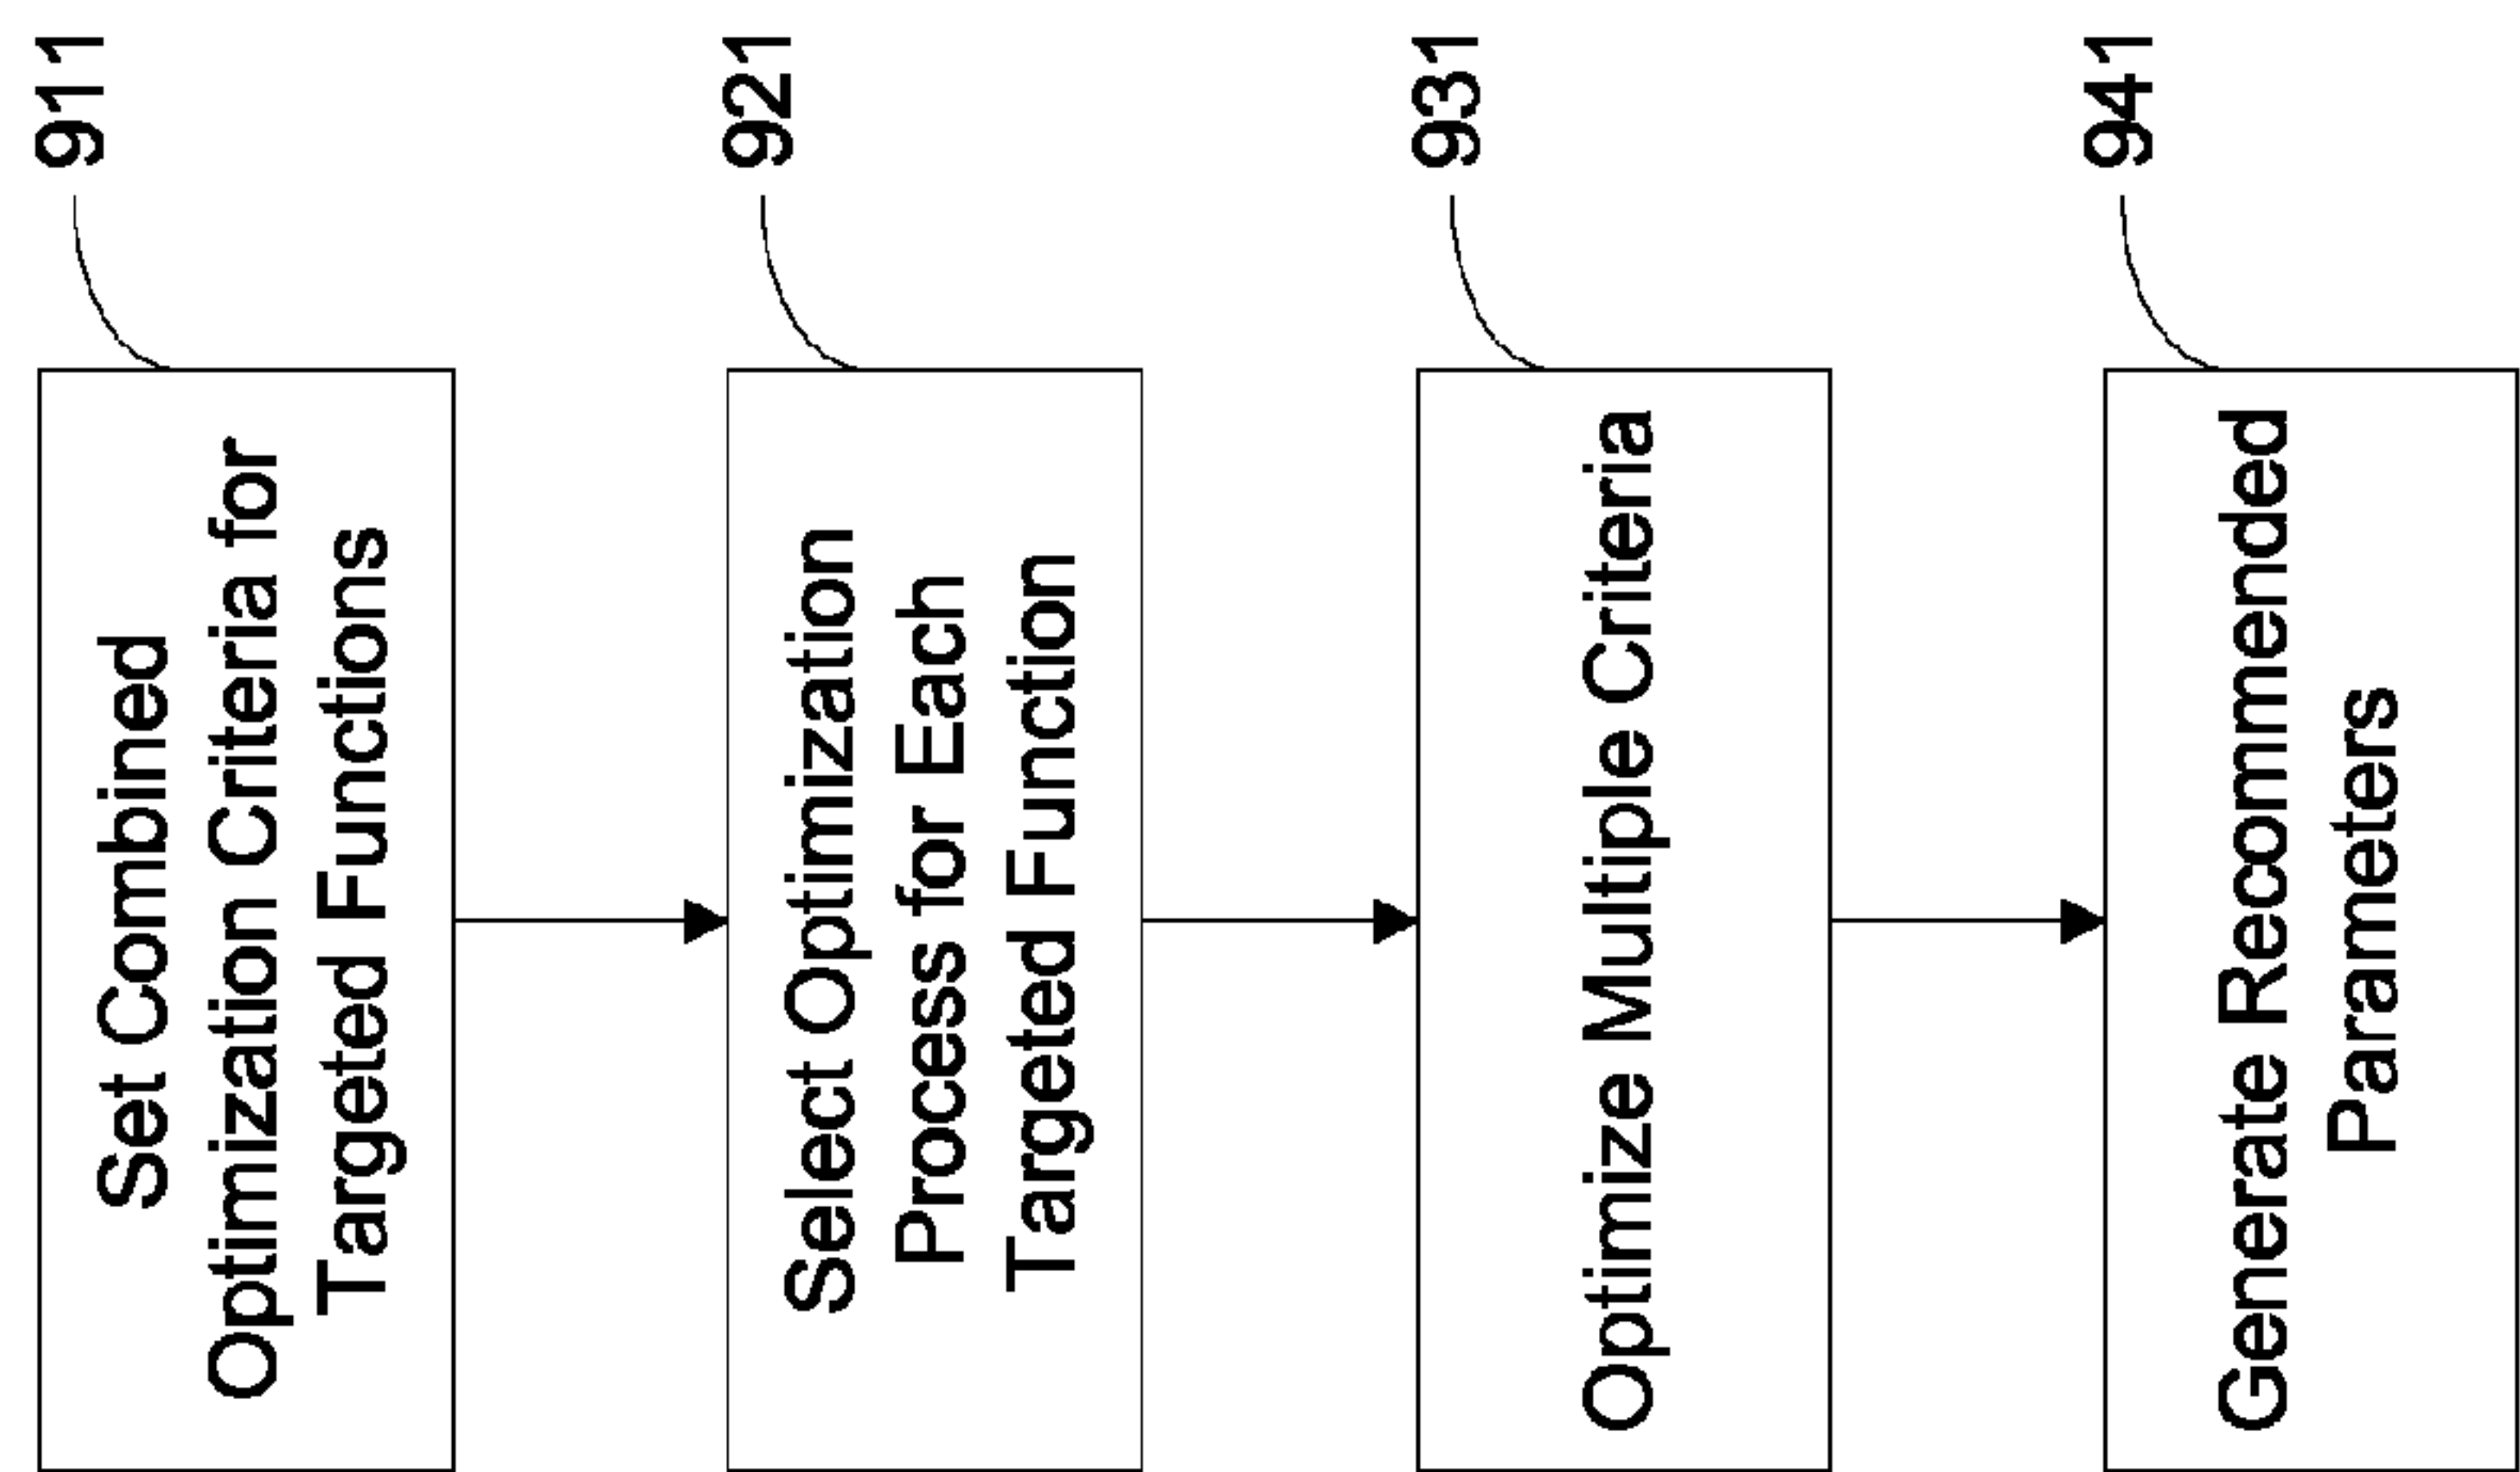 911
Set Combined
Optimization Criteria for
Targeted Functions
921
Select Optimization
Process for Each
Targeted Function
931
Optimize Multiple Criteria
941
Generate Recommended
Parameters